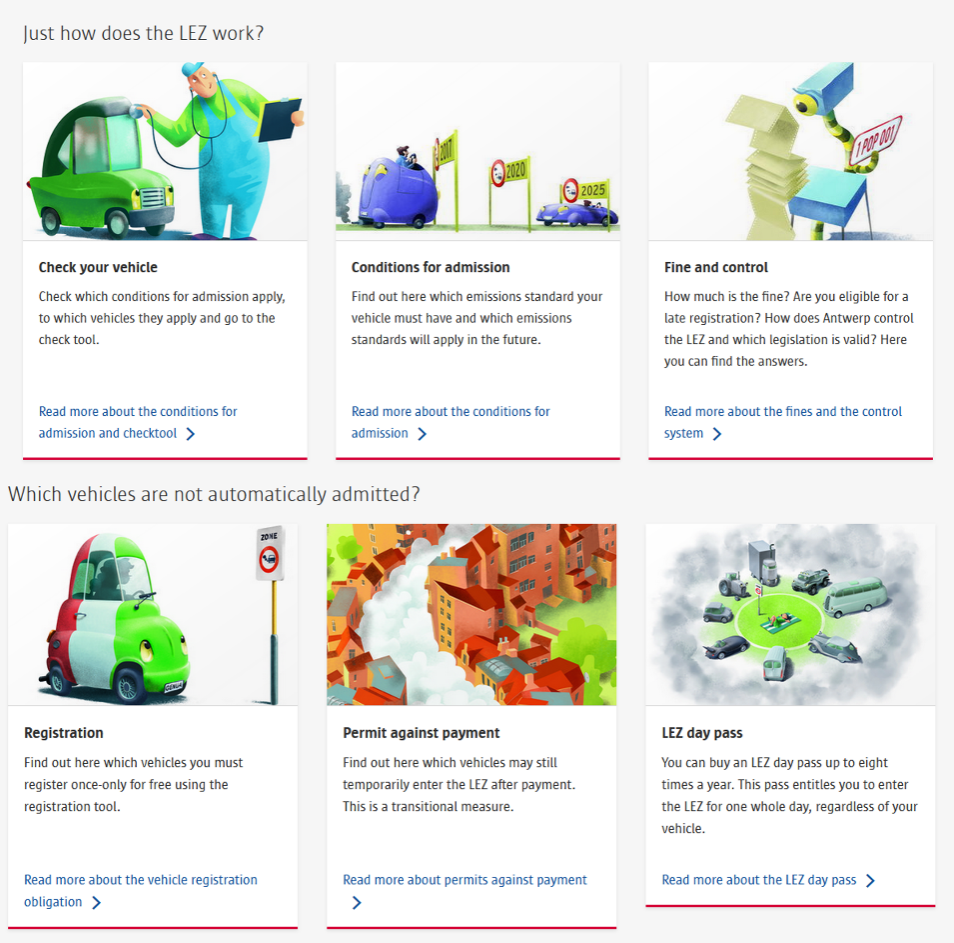 Just how does the LEZ work?
2017
2020
2025
1 POP 001
Check your vehicle
Check which conditions for admission apply,
to which vehicles they apply and go to the
check tool.
Read more about the conditions for
admission and checktool
Conditions for admission
Find out here which emissions standard your
vehicle must have and which emissions
standards will apply in the future.
Read more about the conditions for
admission
Fine and control
How much is the fine? Are you eligible for a
late registration? How does Antwerp control
the LEZ and which legislation is valid? Here
you can find the answers.
Read more about the fines and the control
system
Which vehicles are not automatically admitted?
ZONE
GENUA
Registration
Find out here which vehicles you must
register once-only for free using the
registration tool.
Read more about the vehicle registration
obligation
Permit against payment
Find out here which vehicles may still
temporarily enter the LEZ after payment.
This is a transitional measure.
Read more about permits against payment
LEZ day pass
You can buy an LEZ day pass up to eight
times a year. This pass entitles you to enter
the LEZ for one whole day, regardless of your
vehicle.
Read more about the LEZ day pass